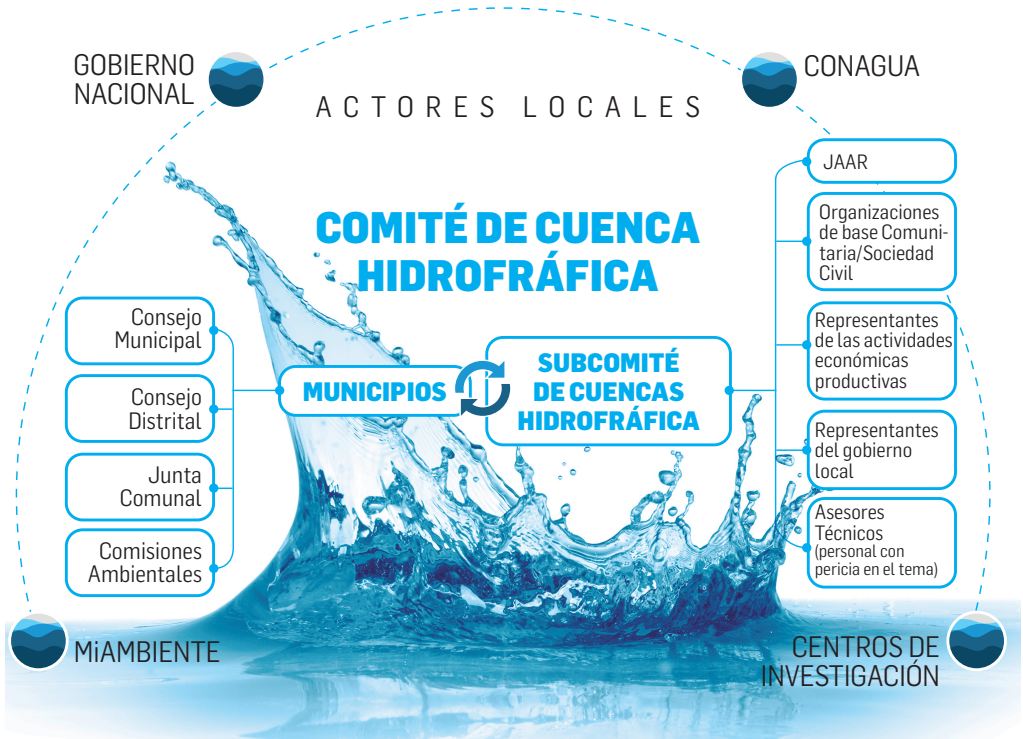 GOBIERNO
NACIONAL
CONAGUA
ACTORES LOCALES
COMITÉ DE CUENCA
HIDROFRÁFICA
Consejo
Municipal
Consejo
Distrital
Junta
Comunal
Comisiones
Ambientales
MUNICIPIOS
SUBCOMITÉ
DE CUENCAS
HIDROFRÁFICA
JAAR
Organizaciones
de base Comuni-
taria/Sociedad
Civil
Representantes
de las actividades
económicas
productivas
Representantes
del gobierno
local
Asesores
Técnicos
(personal con
pericia en el tema)
MiAMBIENTE
CENTROS DE
INVESTIGACIÓN